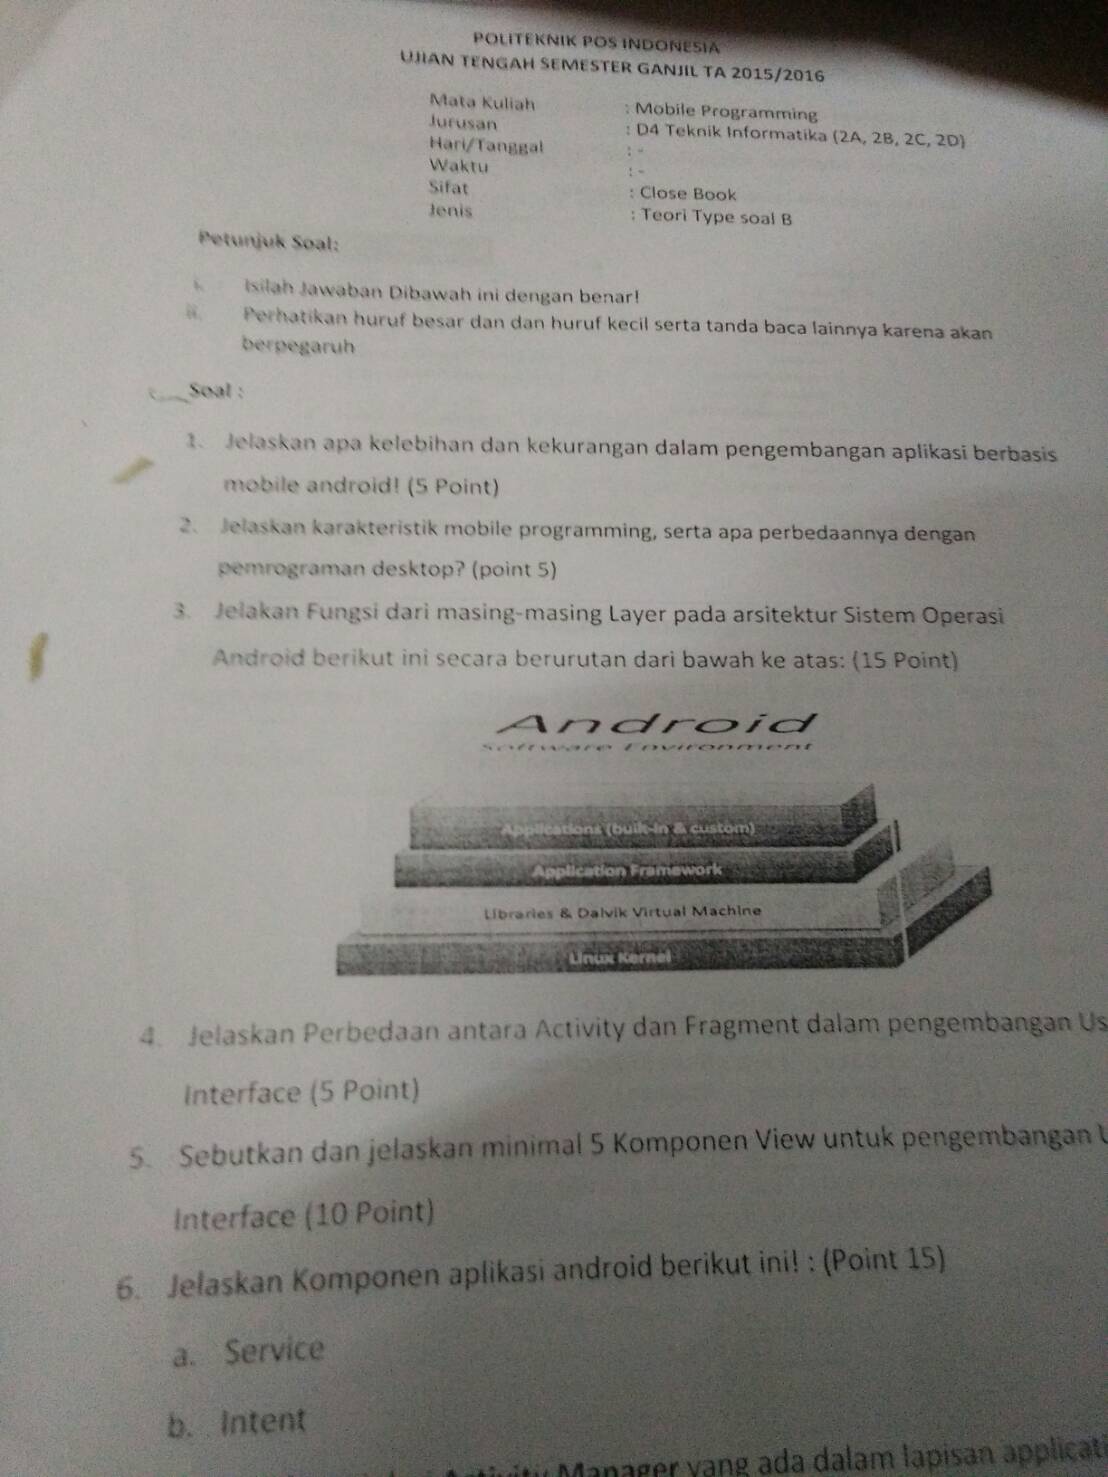 POLITEKNIK POS INDONESIA
UJIAN TENGAH SEMESTER GANJIL TA 2015/2016
Mata Kuliah : Mobile Programming
Jurusan : D4 Teknik Informatika (2A, 2B, 2C, 2D)
Hari/Tanggal : -
Waktu : -
Sifat : Close Book
Jenis : Teori Type soal B
Petunjuk Soal:
i. Isilah Jawaban Dibawah ini dengan benar!
ii. Perhatikan huruf besar dan dan huruf kecil serta tanda baca lainnya karena akan
berpegaruh
Soal :
1. Jelaskan apa kelebihan dan kekurangan dalam pengembangan aplikasi berbasis
mobile android! (5 Point)
2. Jelaskan karakteristik mobile programming, serta apa perbedaannya dengan
pemrograman desktop? (point 5)
3. Jelakan Fungsi dari masing-masing Layer pada arsitektur Sistem Operasi
Android berikut ini secara berurutan dari bawah ke atas: (15 Point)
Android
Software Environment
Applications (built-in & custom)
Application Framework
Libraries & Dalvik Virtual Machine
Linux Kernel
4. Jelaskan Perbedaan antara Activity dan Fragment dalam pengembangan Us
Interface (5 Point)
5. Sebutkan dan jelaskan minimal 5 Komponen View untuk pengembangan
Interface (10 Point)
6. Jelaskan Komponen aplikasi android berikut ini! : (Point 15)
a. Service
b. Intent
Manager yang ada dalam lapisan applicati